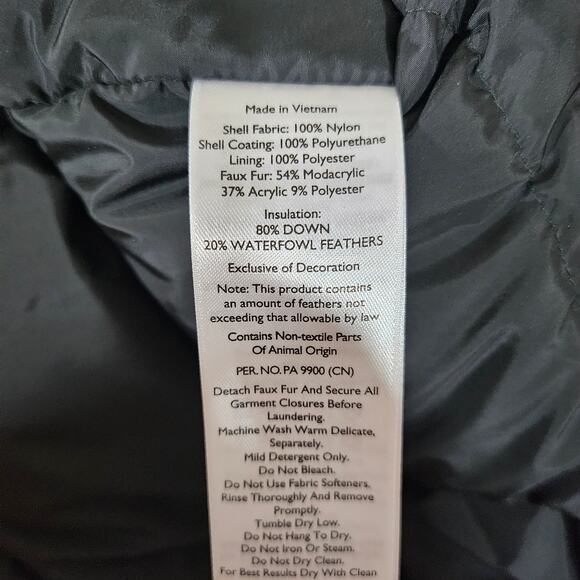 Made in Vietnam
Shell Fabric: 100% Nylon
Shell Coating: 100% Polyurethane
Lining: 100% Polyester
Faux Fur: 54% Modacrylic
37% Acrylic 9% Polyester
Insulation:
80% DOWN
20% WATERFOWL FEATHERS
Exclusive of Decoration
Note: This product contains
an amount of feathers not
exceeding that allowable by law
Contains Non-textile Parts
Of Animal Origin
PER. NO. PA 9900 (CN)
Detach Faux Fur And Secure All
Garment Closures Before
Laundering.
Machine Wash Warm Delicate,
Separately.
Mild Detergent Only.
Do Not Bleach.
Do Not Use Fabric Softeners.
Rinse Thoroughly And Remove
Promptly.
Tumble Dry Low.
Do Not Hang To Dry.
Do Not Iron Or Steam.
Do Not Dry Clean.
For Best Results Dry With Clean